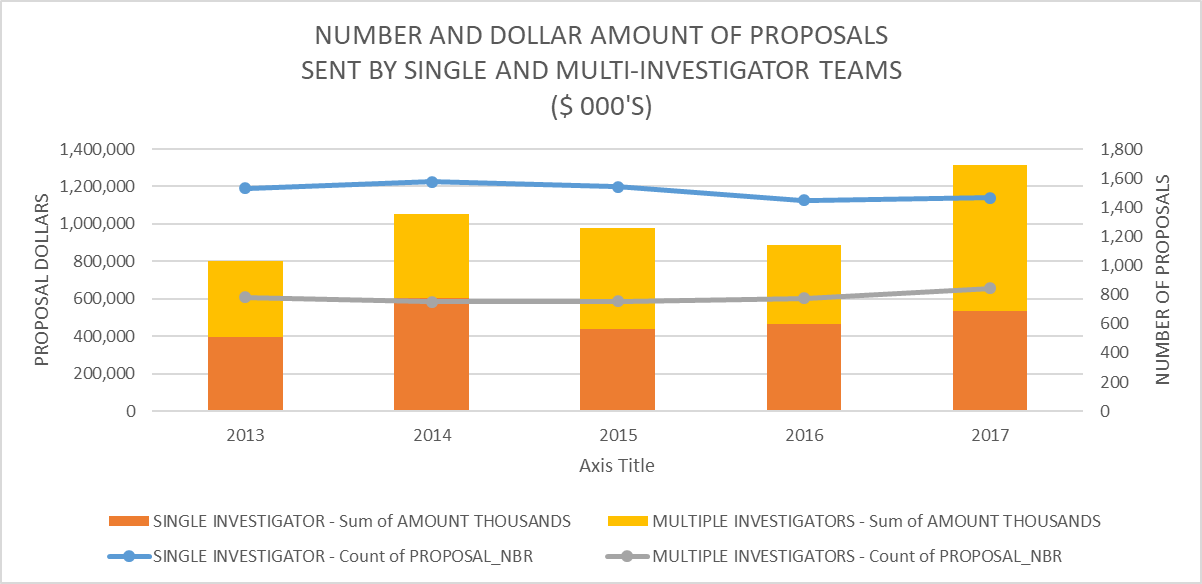 NUMBER AND DOLLAR AMOUNT OF PROPOSALS
SENT BY SINGLE AND MULTI-INVESTIGATOR TEAMS
($ 000'S)
PROPOSAL DOLLARS
1,400,000
1,200,000
1,000,000
800,000
600,000
400,000
200,000
0
1,800
1,600
1,400
1,200
1,000
800
600
400
200
0
NUMBER OF PROPOSALS
2013 2014 2015 2016 2017
Axis Title
SINGLE INVESTIGATOR - Sum of AMOUNT THOUSANDS MULTIPLE INVESTIGATORS - Sum of AMOUNT THOUSANDS
SINGLE INVESTIGATOR - Count of PROPOSAL_NBR MULTIPLE INVESTIGATORS - Count of PROPOSAL_NBR